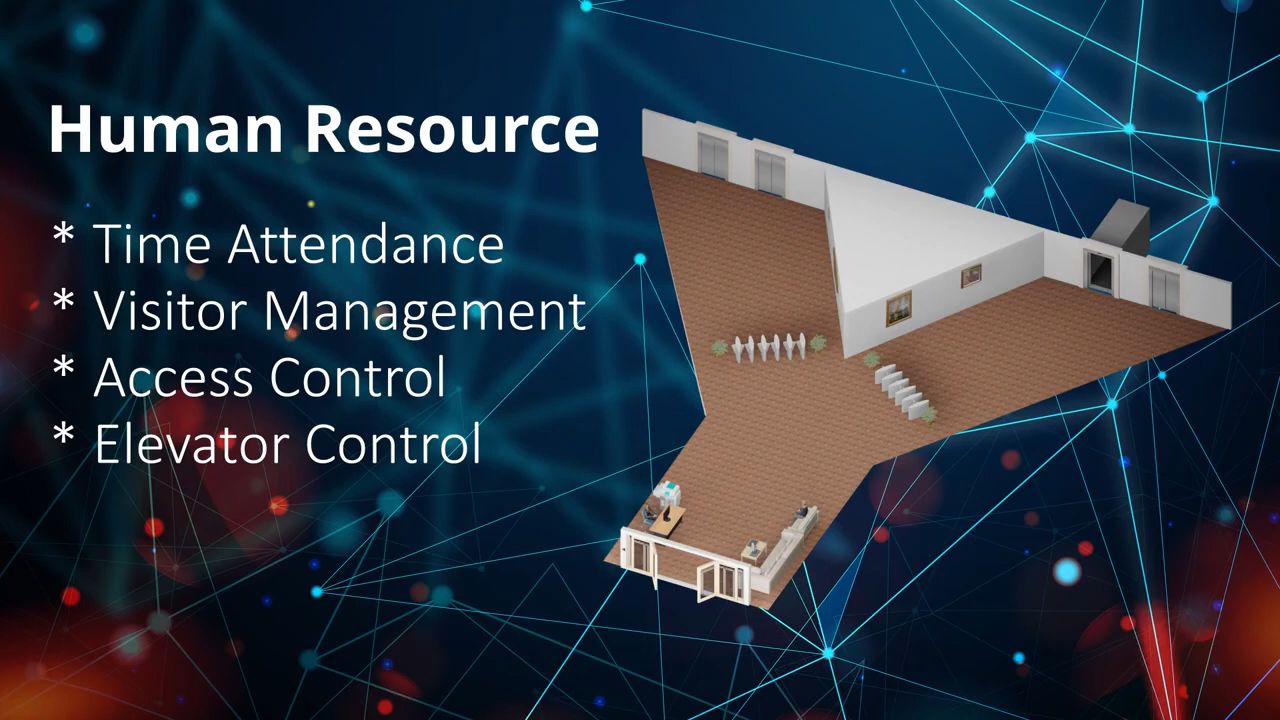 Human Resource
* Time Attendance
* Visitor Management
* Access Control
* Elevator Control